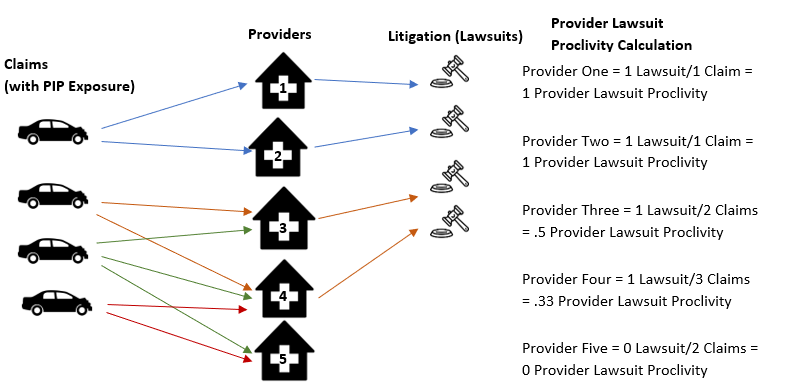 Claims
(with PIP Exposure)
Providers
Litigation (Lawsuits)
Provider Lawsuit
Proclivity Calculation
1
2
3
4
5
Provider One = 1 Lawsuit/1 Claim =
1 Provider Lawsuit Proclivity
Provider Two = 1 Lawsuit/1 Claim =
1 Provider Lawsuit Proclivity
Provider Three = 1 Lawsuit/2 Claims
= .5 Provider Lawsuit Proclivity
Provider Four = 1 Lawsuit/3 Claims
= .33 Provider Lawsuit Proclivity
Provider Five = 0 Lawsuit/2 Claims =
0 Provider Lawsuit Proclivity